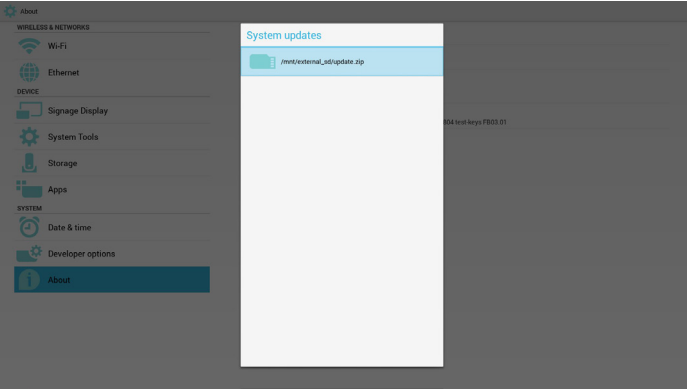 About
WIRELESS & NETWORKS
Wi-Fi
Ethernet
DEVICE
Signage Display
System Tools
Storage
Apps
SYSTEM
Date & time
Developer options
About
System updates
/mnt/external_sd/update.zip
804 test-keys FB03.01